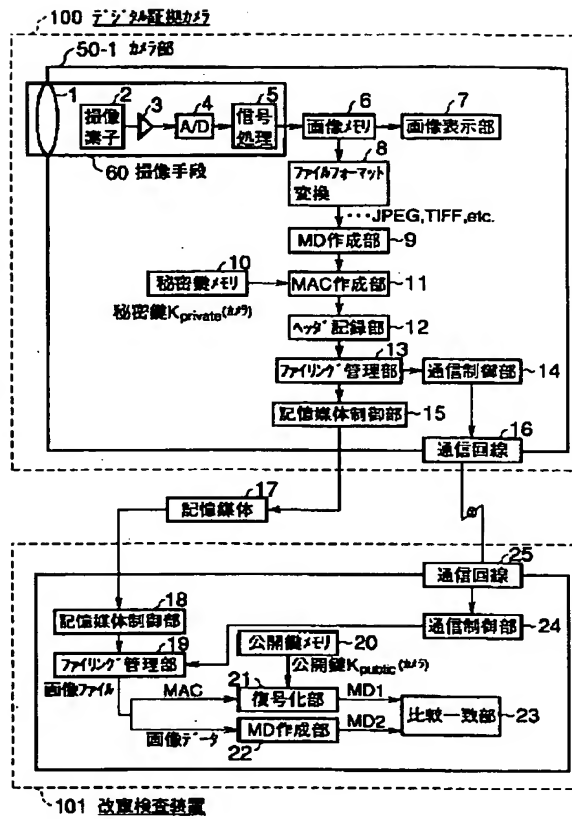 100 デジタル証拠カメラ
50-1 カメラ部
1
2
撮像
素子
3
4
A/D
5
信号
処理
6
画像メモリ
7
画像表示部
60 撮像手段
8
ファイルフォーマット
変換
・・・JPEG,TIFF,etc.
MD作成部
9
10
秘密鍵メモリ
秘密鍵Kprivate(カメラ)
MAC作成部
11
ヘッダ記録部
12
13
ファイリング管理部
通信制御部
14
記憶媒体制御部
15
16
通信回線
17
記憶媒体
25
通信回線
18
記憶媒体制御部
通信制御部
24
19
ファイリング管理部
公開鍵メモリ
20
公開鍵Kpublic(カメラ)
画像ファイル
MAC
21
復号化部
MD1
比較一致部
23
画像データ
MD作成部
22
MD2
101 改竄検査装置